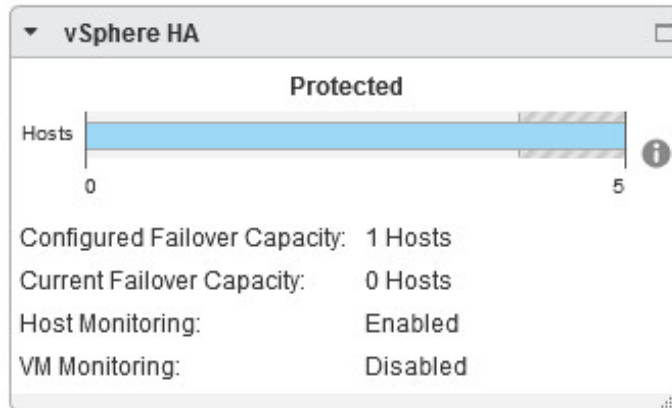 vSphere HA
Protected
Hosts
0 5
Configured Failover Capacity: 1 Hosts
Current Failover Capacity: 0 Hosts
Host Monitoring: Enabled
VM Monitoring: Disabled